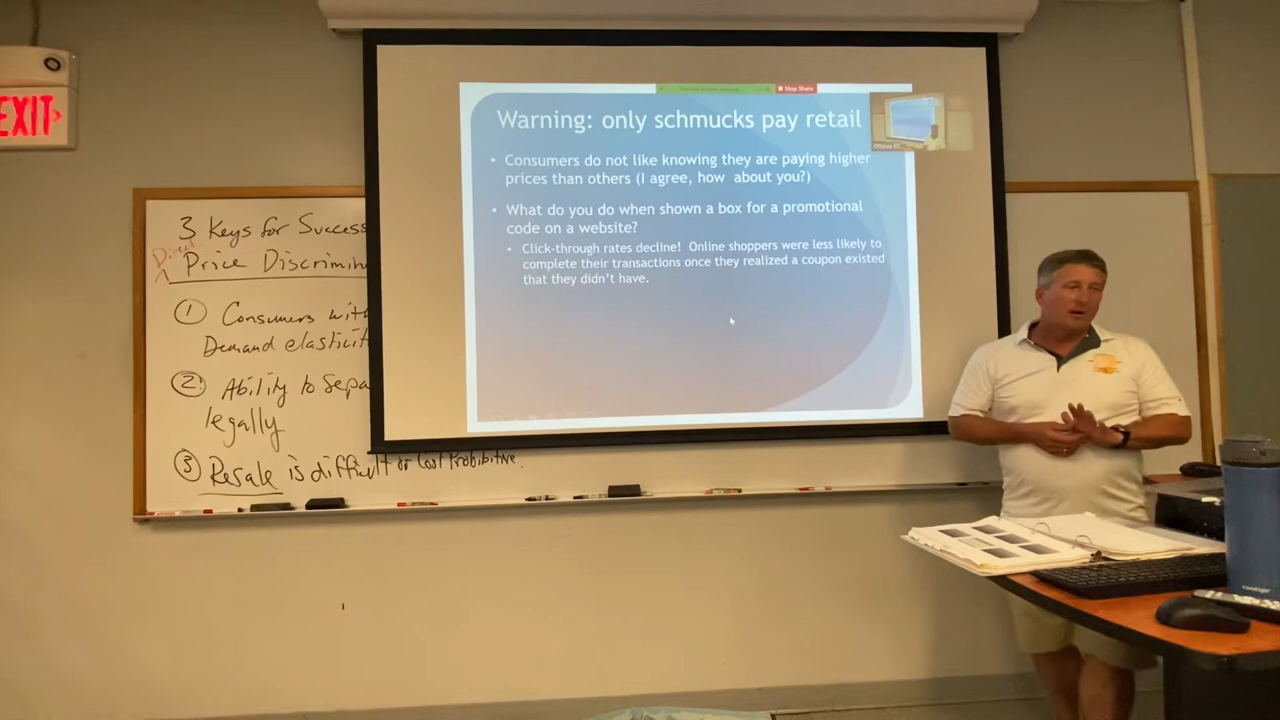 EXIT
Stop Share
Warning: only schmucks pay retail
• Consumers do not like knowing they are paying higher
prices than others (I agree, how about you?)
• What do you do when shown a box for a promotional
code on a website?
• Click-through rates decline! Online shoppers were less likely to
complete their transactions once they realized a coupon existed
that they didn't have.
3 Keys for Success
Direct
^ Price Discrimin
① Consumers with
Demand elasticit
② Ability to Sepa
legally
③ Resale is difficult or Cost Prohibitive.